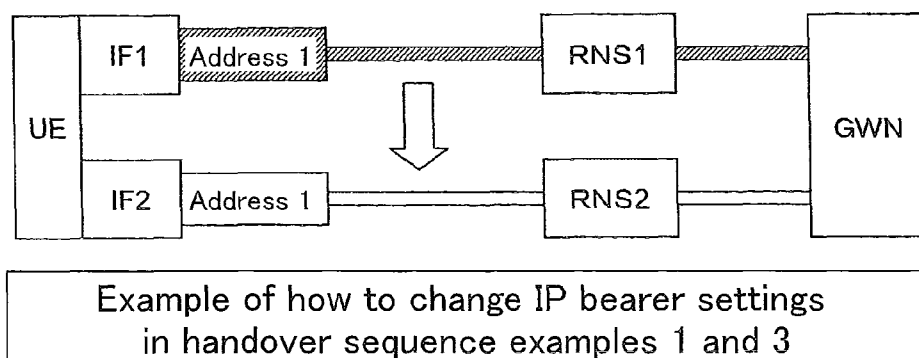 IF1
Address 1
RNS1
UE
GWN
IF2
Address 1
RNS2
Example of how to change IP bearer settings
in handover sequence examples 1 and 3